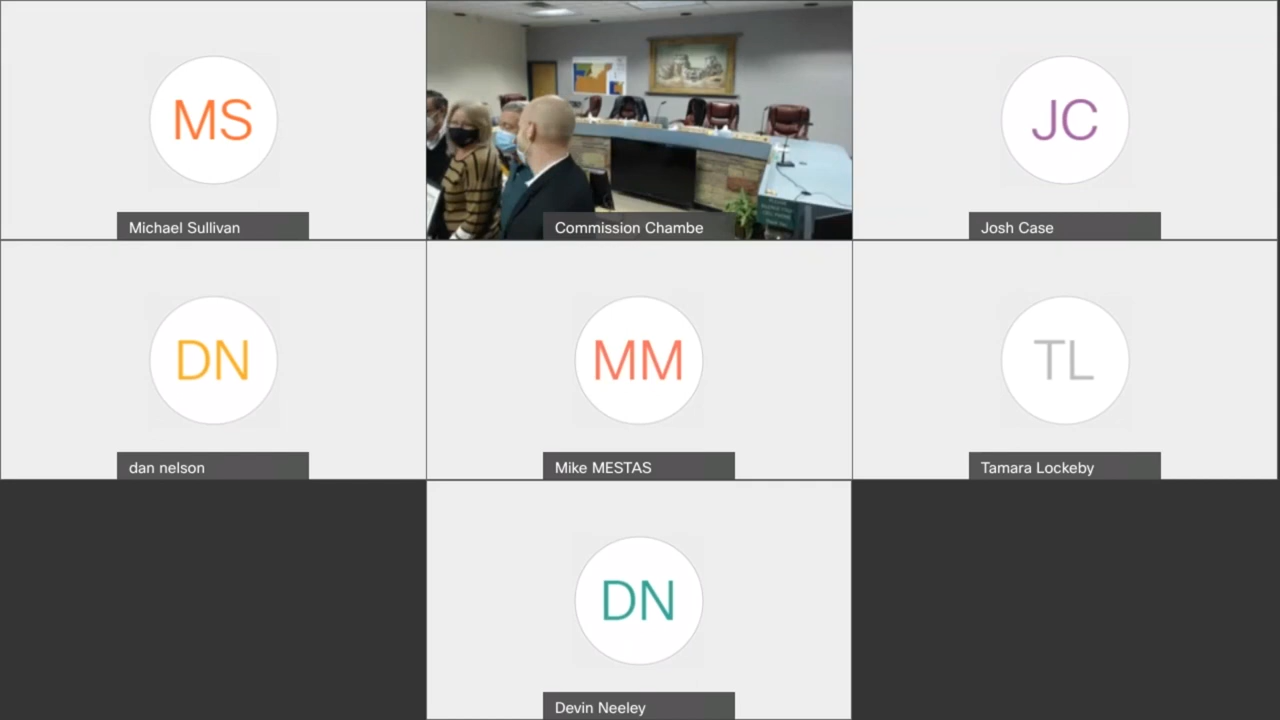 MS
JC
Michael Sullivan
Commission Chambe
Josh Case
DN
MM
TL
dan nelson
Mike MESTAS
Tamara Lockeby
DN
Devin Neeley